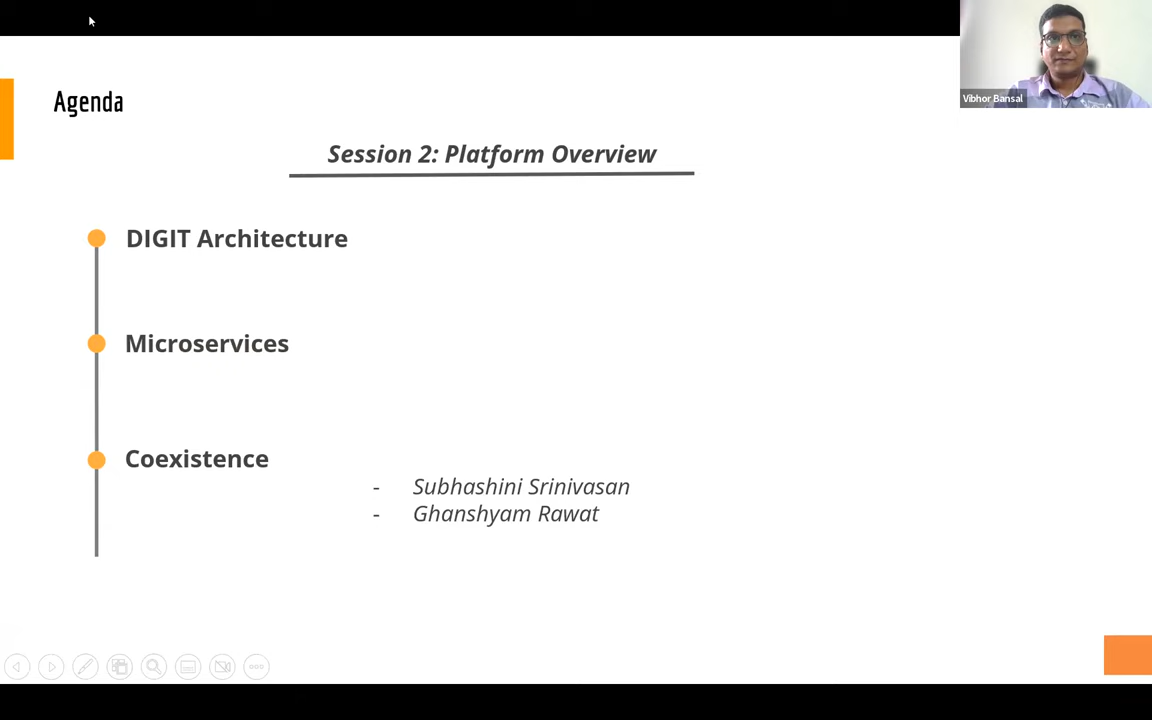 Vibhor Bansal
Agenda
Session 2: Platform Overview
DIGIT Architecture
Microservices
Coexistence
- Subhashini Srinivasan
- Ghanshyam Rawat